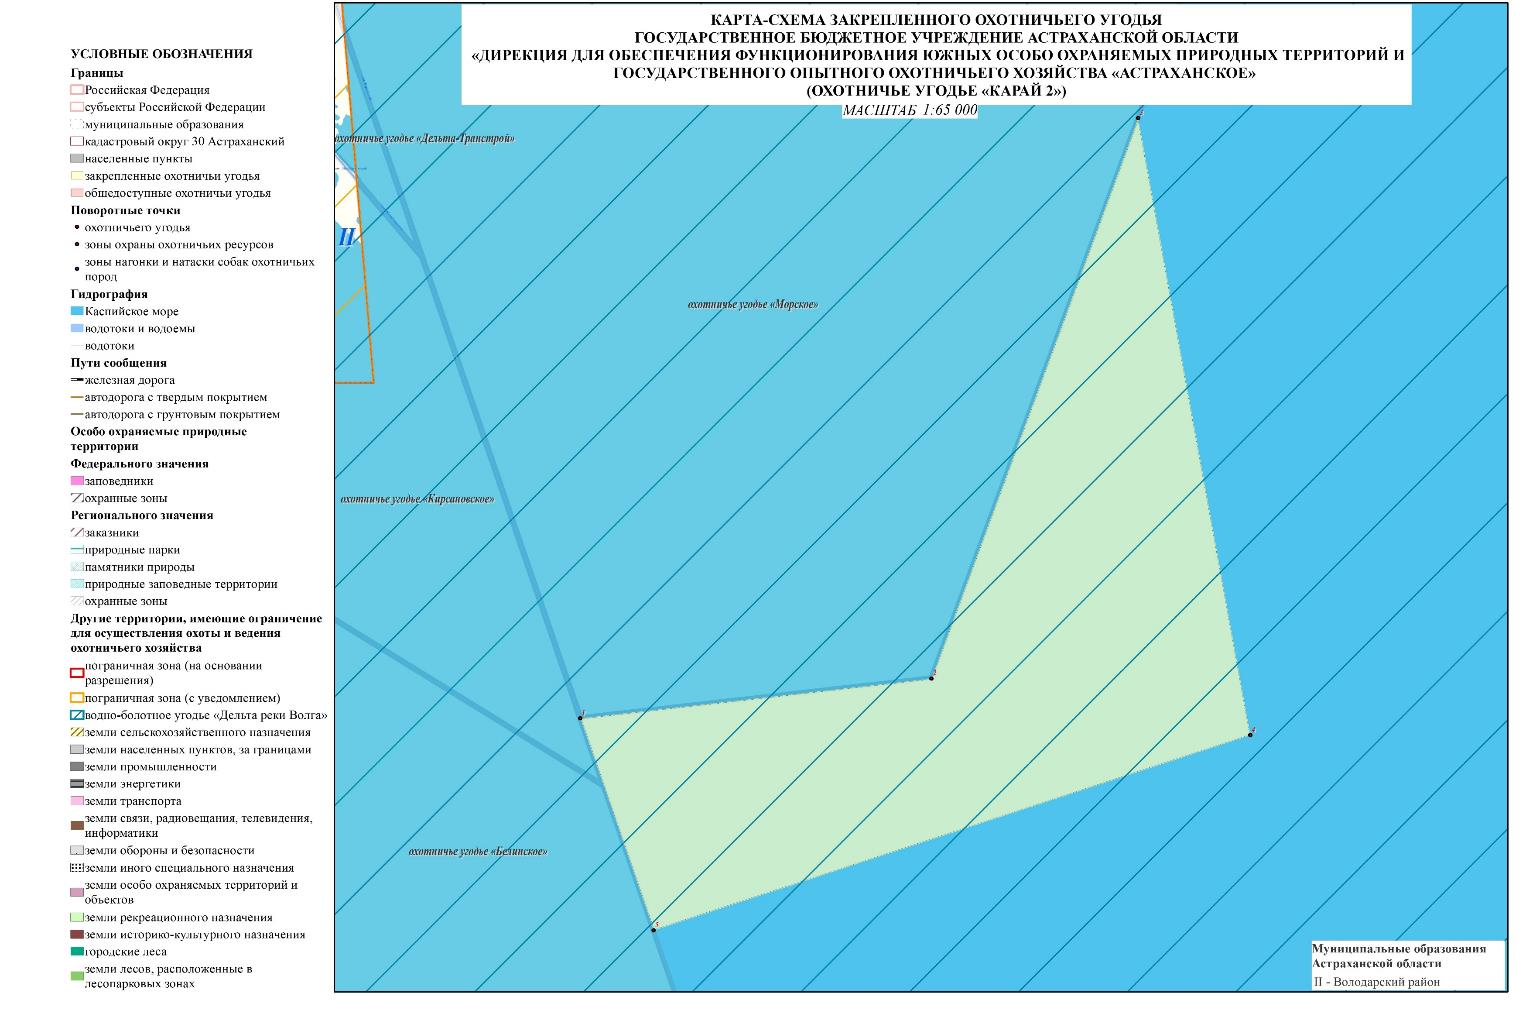 КАРТА-СХЕМА ЗАКРЕПЛЕННОГО ОХОТНИЧЬЕГО УГОДЬЯ
ГОСУДАРСТВЕННОЕ БЮДЖЕТНОЕ УЧРЕЖДЕНИЕ АСТРАХАНСКОЙ ОБЛАСТИ
«ДИРЕКЦИЯ ДЛЯ ОБЕСПЕЧЕНИЯ ФУНКЦИОНИРОВАНИЯ ЮЖНЫХ ОСОБО ОХРАНЯЕМЫХ ПРИРОДНЫХ ТЕРРИТОРИЙ И
ГОСУДАРСТВЕННОГО ОПЫТНОГО ОХОТНИЧЬЕГО ХОЗЯЙСТВА «АСТРАХАНСКОЕ»
(ОХОТНИЧЬЕ УГОДЬЕ «КАРАЙ 2»)
МАСШТАБ 1:65 000
УСЛОВНЫЕ ОБОЗНАЧЕНИЯ
Границы
Российская Федерация
субъекты Российской Федерации
муниципальные образования
кадастровый округ 30 Астраханский
населенные пункты
закрепленные охотничьи угодья
общедоступные охотничьи угодья
Поворотные точки
охотничьего угодья
зоны охраны охотничьих ресурсов
зоны нагонки и натаски собак охотничьих
пород
Гидрография
Каспийское море
водотоки и водоемы
водотоки
Пути сообщения
железная дорога
автодорога с твердым покрытием
автодорога с грунтовым покрытием
Особо охраняемые природные
территории
Федерального значения
заповедники
охранные зоны
Регионального значения
заказники
природные парки
памятники природы
природные заповедные территории
охранные зоны
Другие территории, имеющие ограничение
для осуществления охоты и ведения
охотничьего хозяйства
пограничная зона (на основании
разрешения)
пограничная зона (с уведомлением)
водно-болотное угодье «Дельта реки Волга»
земли сельскохозяйственного назначения
земли населенных пунктов, за границами
земли промышленности
земли энергетики
земли транспорта
земли связи, радиовещания, телевидения,
информатики
земли обороны и безопасности
земли иного специального назначения
земли особо охраняемых территорий и
объектов
земли рекреационного назначения
земли историко-культурного назначения
городские леса
земли лесов, расположенные в
лесопарковых зонах
охотничье угодье «Дельта-Транстрой»
II
охотничье угодье «Морское»
охотничье угодье «Кирсановское»
охотничье угодье «Белинское»
3
2
1
4
5
Муниципальные образования
Астраханской области
II - Володарский район